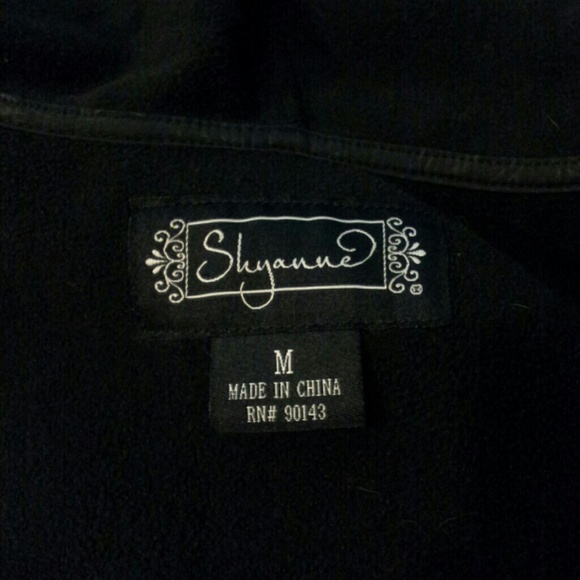 Shyanne
®
M
MADE IN CHINA
RN# 90143